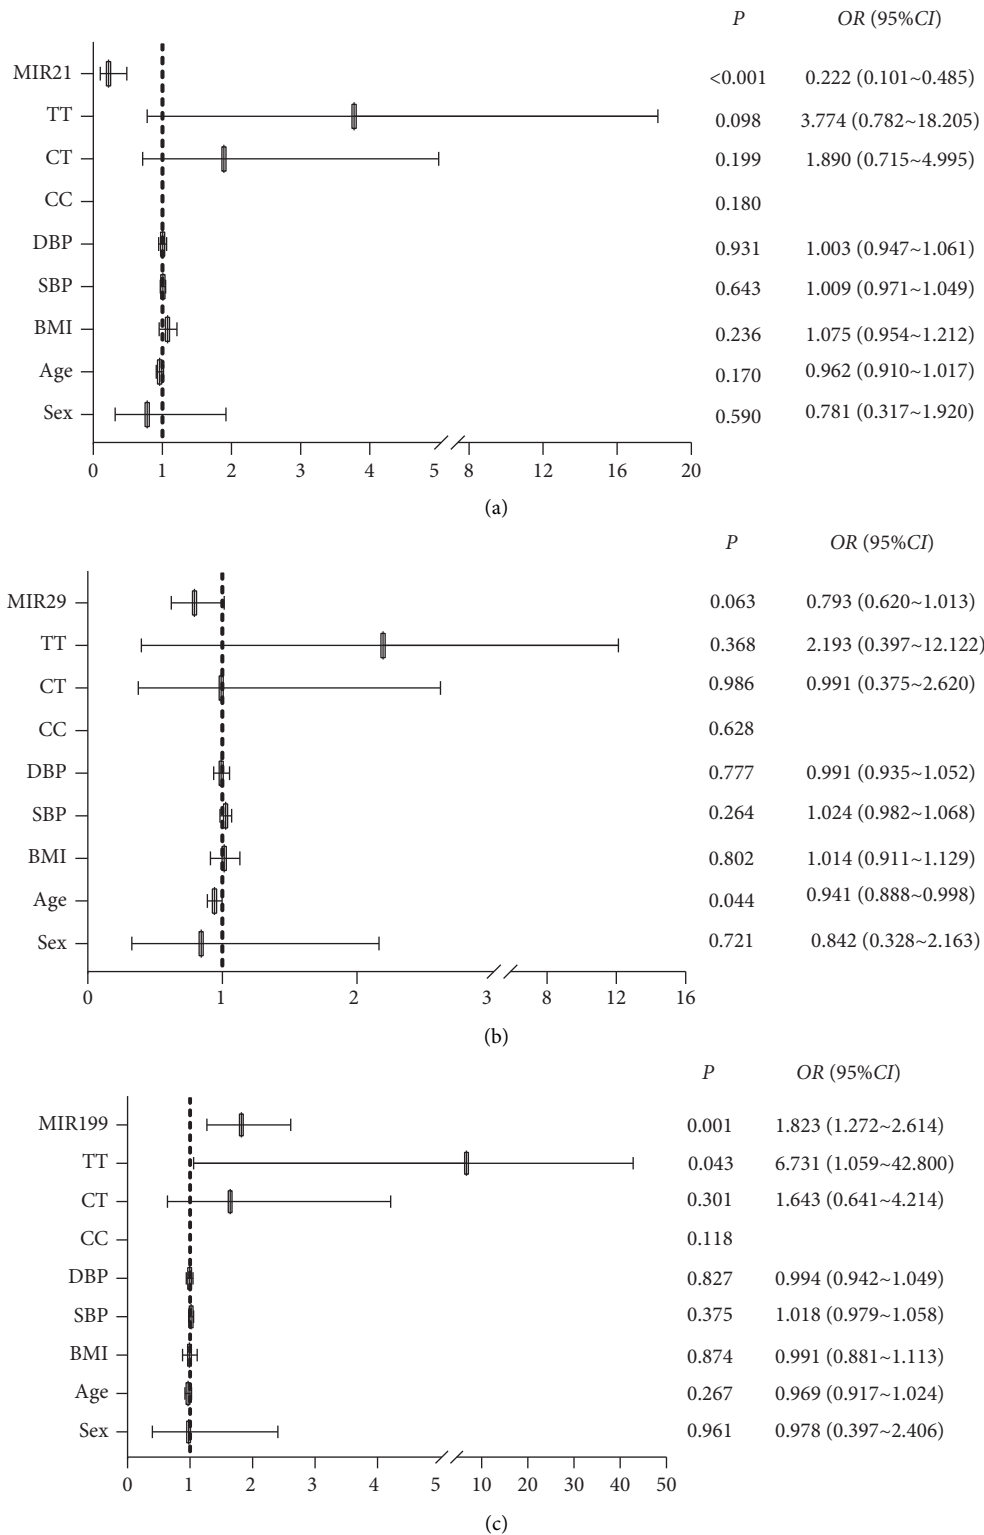 P OR (95%CI)
MIR21 <0.001 0.222 (0.101~0.485)
TT 0.098 3.774 (0.782~18.205)
CT 0.199 1.890 (0.715~4.995)
CC 0.180
DBP 0.931 1.003 (0.947~1.061)
SBP 0.643 1.009 (0.971~1.049)
BMI 0.236 1.075 (0.954~1.212)
Age 0.170 0.962 (0.910~1.017)
Sex 0.590 0.781 (0.317~1.920)
0 1 2 3 4 5 8 12 16 20
(a)
P OR (95%CI)
MIR29 0.063 0.793 (0.620~1.013)
TT 0.368 2.193 (0.397~12.122)
CT 0.986 0.991 (0.375~2.620)
CC 0.628
DBP 0.777 0.991 (0.935~1.052)
SBP 0.264 1.024 (0.982~1.068)
BMI 0.802 1.014 (0.911~1.129)
Age 0.044 0.941 (0.888~0.998)
Sex 0.721 0.842 (0.328~2.163)
0 1 2 3 8 12 16
(b)
P OR (95%CI)
MIR199 0.001 1.823 (1.272~2.614)
TT 0.043 6.731 (1.059~42.800)
CT 0.301 1.643 (0.641~4.214)
CC 0.118
DBP 0.827 0.994 (0.942~1.049)
SBP 0.375 1.018 (0.979~1.058)
BMI 0.874 0.991 (0.881~1.113)
Age 0.267 0.969 (0.917~1.024)
Sex 0.961 0.978 (0.397~2.406)
0 1 2 3 4 5 10 20 30 40 50
(c)